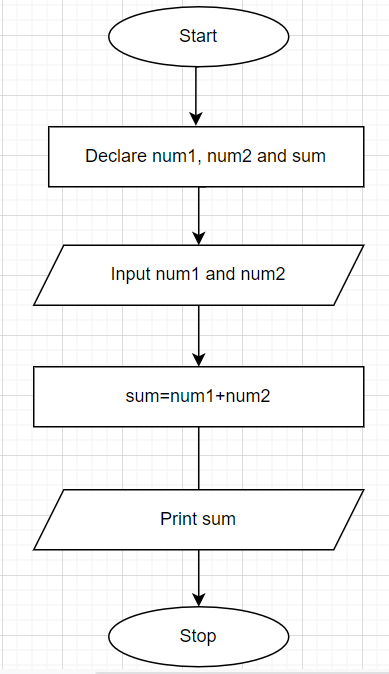 Start
Declare num1, num2 and sum
Input num1 and num2
sum=num1+num2
Print sum
Stop